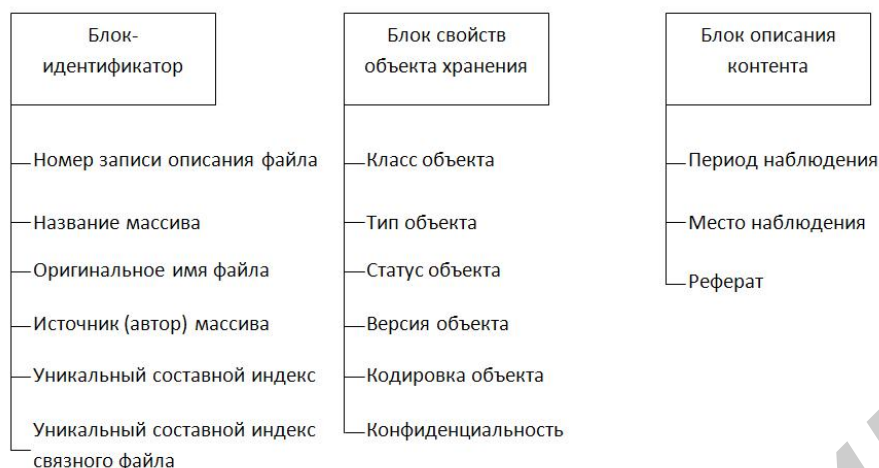 Блок-
идентификатор
Номер записи описания файла
Название массива
Оригинальное имя файла
Источник (автор) массива
Уникальный составной индекс
Уникальный составной индекс
связного файла
Блок свойств
объекта хранения
Класс объекта
Тип объекта
Статус объекта
Версия объекта
Кодировка объекта
Конфиденциальность
Блок описания
контента
Период наблюдения
Место наблюдения
Реферат